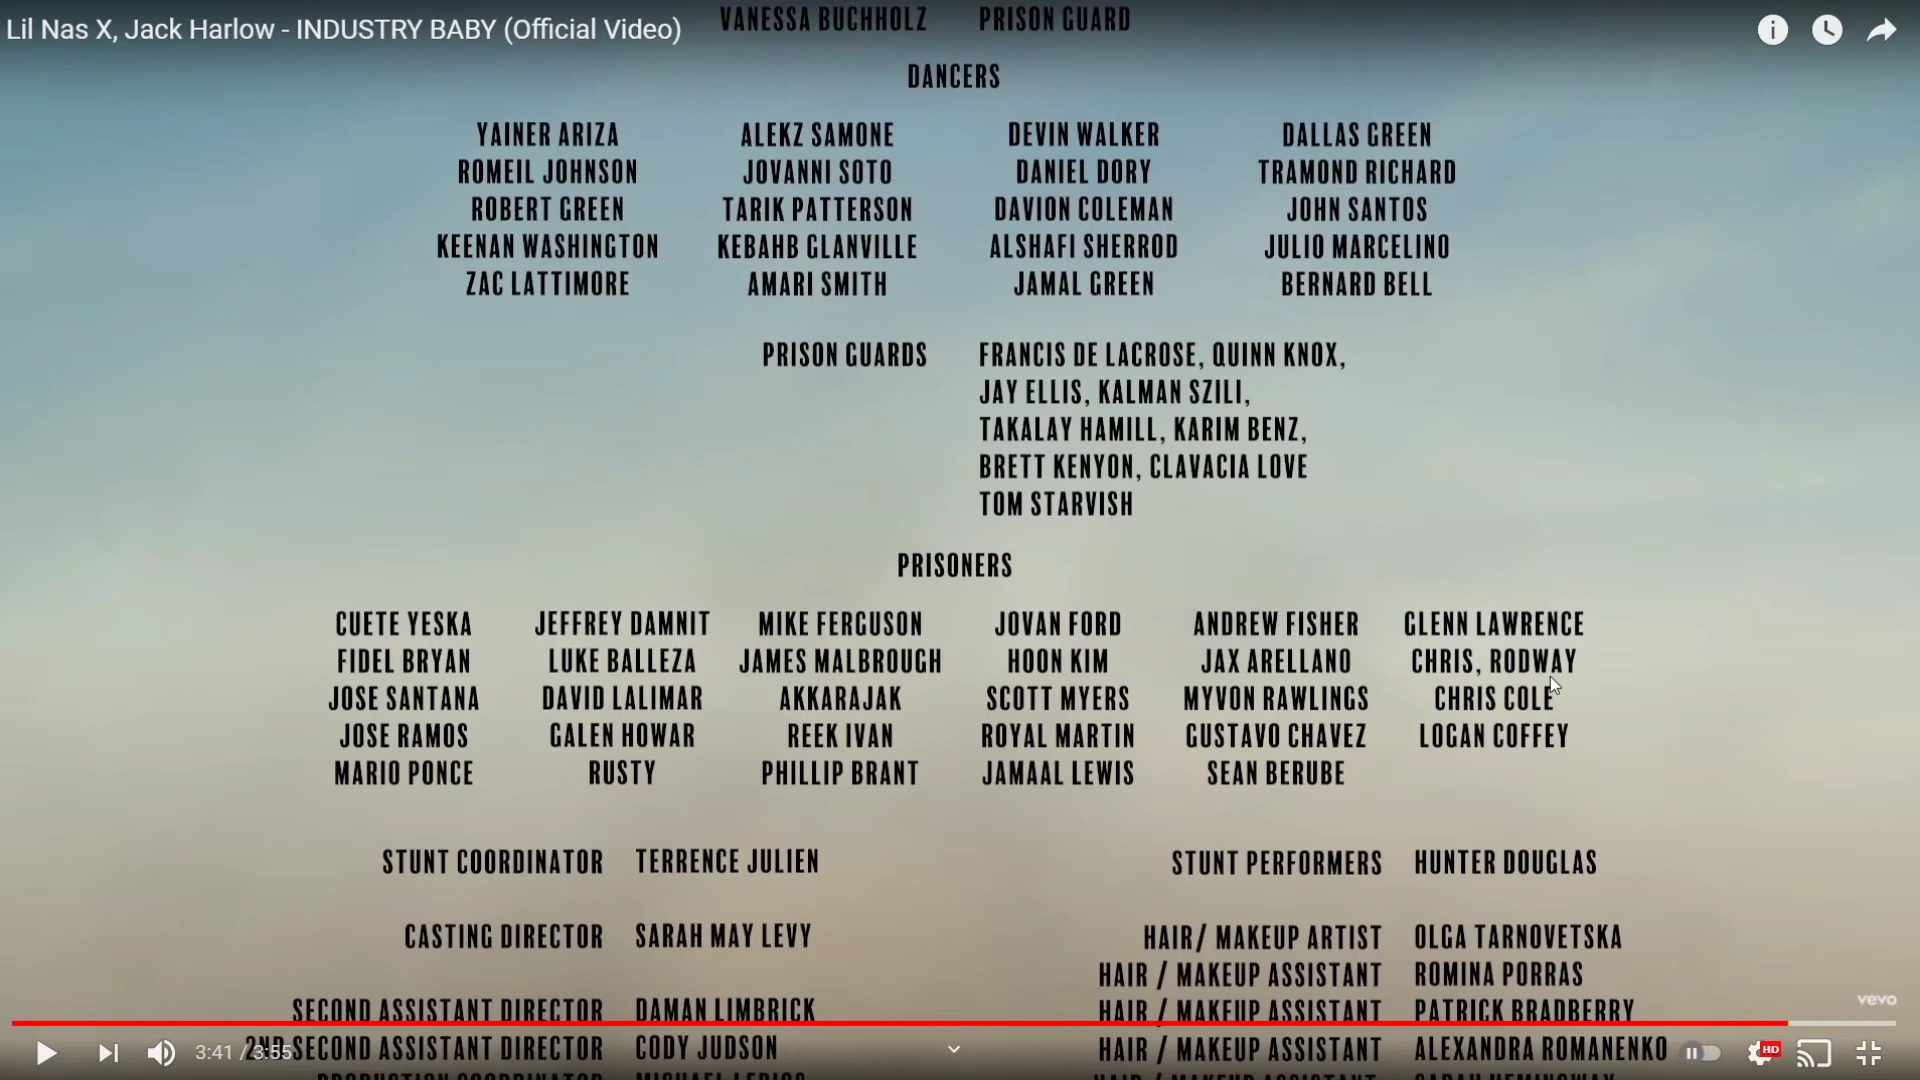 Lil Nas X, Jack Harlow - INDUSTRY BABY (Official Video)
VANESSA BUCHHOLZ PRISON GUARD
DANCERS
YAINER ARIZA ALEKZ SAMONE DEVIN WALKER DALLAS GREEN
ROMEIL JOHNSON JOVANNI SOTO DANIEL DORY TRAMOND RICHARD
ROBERT GREEN TARIK PATTERSON DAVION COLEMAN JOHN SANTOS
KEENAN WASHINGTON KEBAHB GLANVILLE ALSHAFI SHERROD JULIO MARCELINO
ZAC LATTIMORE AMARI SMITH JAMAL GREEN BERNARD BELL
PRISON GUARDS FRANCIS DE LACROSE, QUINN KNOX,
JAY ELLIS, KALMAN SZILI,
TAKALAY HAMILL, KARIM BENZ,
BRETT KENYON, CLAVACIA LOVE
TOM STARVISH
PRISONERS
CUETE YESKA JEFFREY DAMNIT MIKE FERGUSON JOVAN FORD ANDREW FISHER GLENN LAWRENCE
FIDEL BRYAN LUKE BALLEZA JAMES MALBROUGH HOON KIM JAX ARELLANO CHRIS, RODWAY
JOSE SANTANA DAVID LALIMAR AKKARAJAK SCOTT MYERS MYVON RAWLINGS CHRIS COLE
JOSE RAMOS GALEN HOWAR REEK IVAN ROYAL MARTIN GUSTAVO CHAVEZ LOGAN COFFEY
MARIO PONCE RUSTY PHILLIP BRANT JAMAAL LEWIS SEAN BERUBE
STUNT COORDINATOR TERRENCE JULIEN STUNT PERFORMERS HUNTER DOUGLAS
CASTING DIRECTOR SARAH MAY LEVY HAIR/ MAKEUP ARTIST OLGA TARNOVETSKA
HAIR / MAKEUP ASSISTANT ROMINA PORRAS
vevo
SECOND ASSISTANT DIRECTOR DAMAN LIMBRICK HAIR / MAKEUP ASSISTANT PATRICK BRADBERRY
3:41 / 3:55
2ND SECOND ASSISTANT DIRECTOR CODY JUDSON HAIR / MAKEUP ASSISTANT ALEXANDRA ROMANENKO
HD